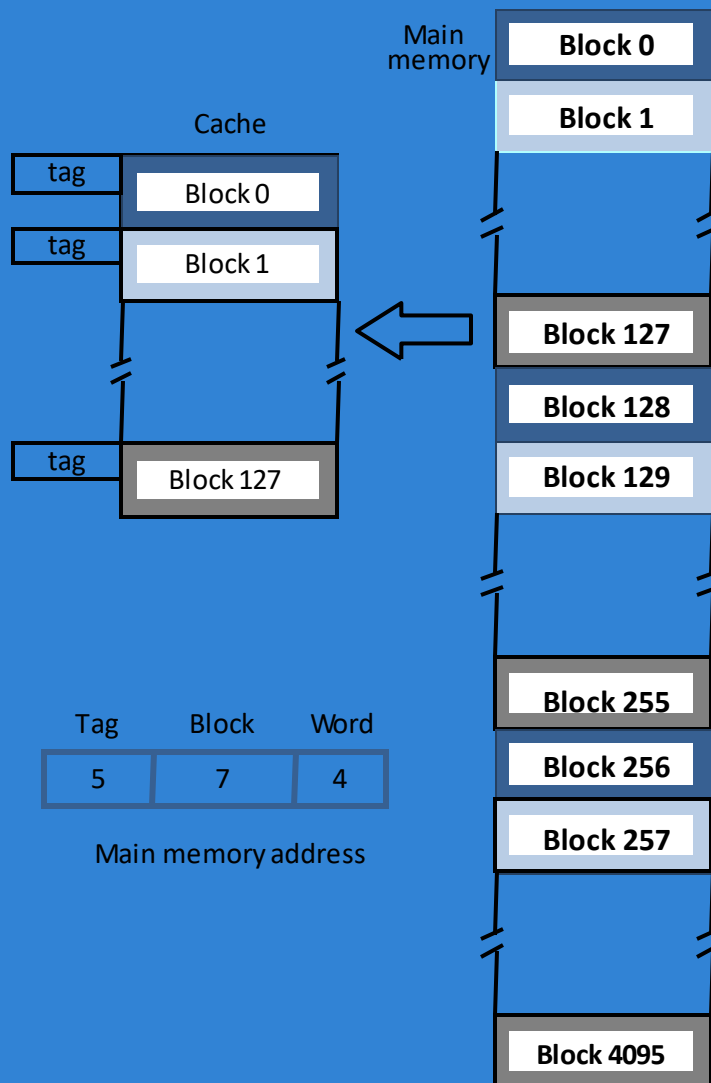 Main
memory
Block 0
Block 1
Cache
tag
Block 0
tag
Block 1
Block 127
Block 128
Block 129
tag
Block 127
Block 255
Block 256
Block 257
Tag Block Word
5 7 4
Main memory address
Block 4095